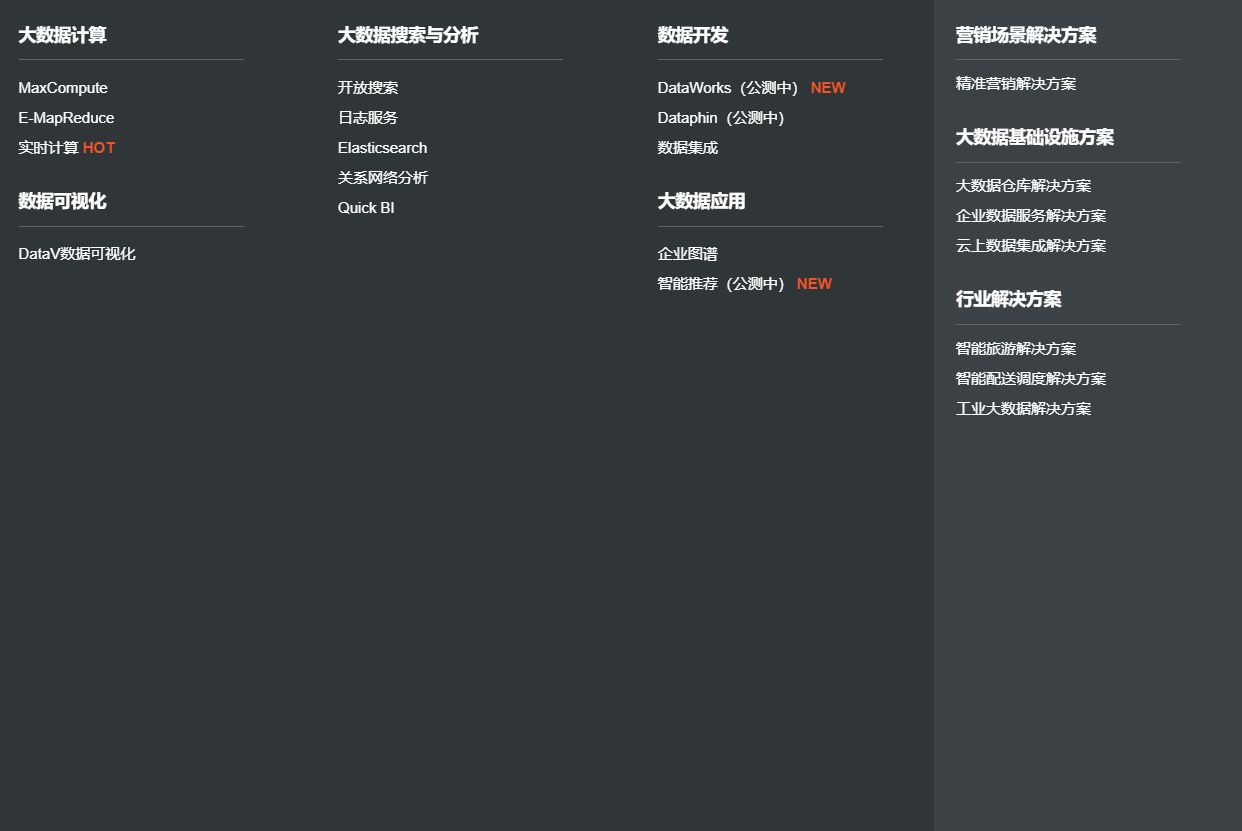 大数据计算
MaxCompute
E-MapReduce
实时计算 HOT
数据可视化
DataV数据可视化
大数据搜索与分析
开放搜索
日志服务
Elasticsearch
关系网络分析
Quick BI
数据开发
DataWorks（公测中） NEW
Dataphin（公测中）
数据集成
大数据应用
企业图谱
智能推荐（公测中） NEW
营销场景解决方案
精准营销解决方案
大数据基础设施方案
大数据仓库解决方案
企业数据服务解决方案
云上数据集成解决方案
行业解决方案
智能旅游解决方案
智能配送调度解决方案
工业大数据解决方案